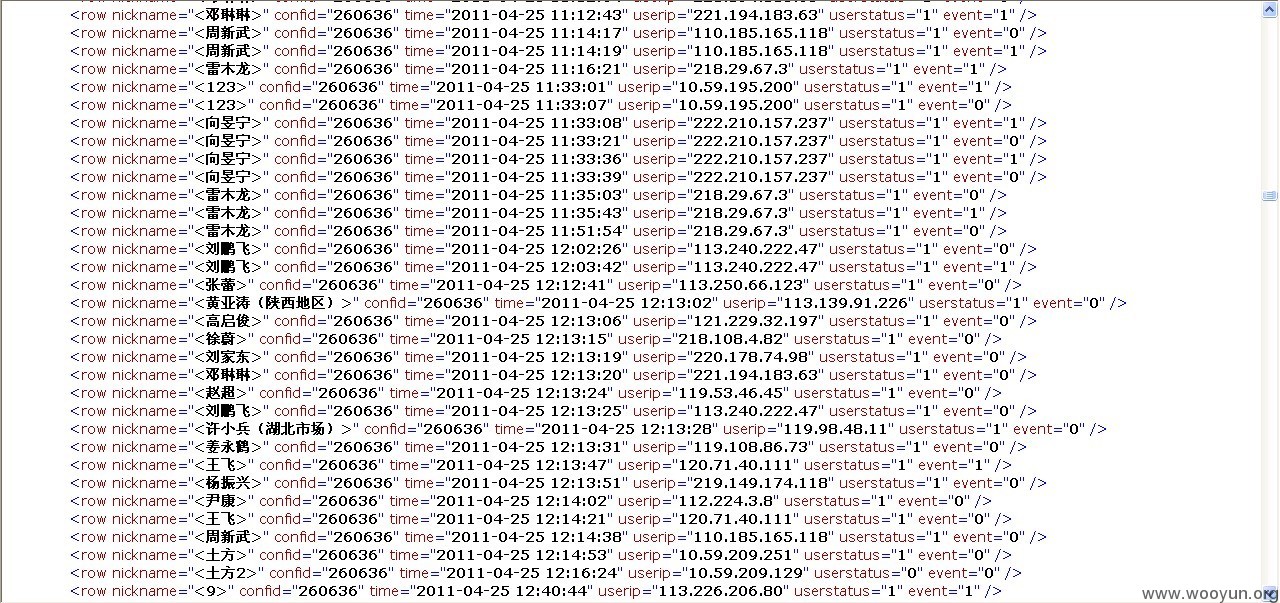 <row nickname="<邓琳琳>" confid="260636" time="2011-04-25 11:12:43" userip="221.194.183.63" userstatus="1" event="1" />
<row nickname="<周新武>" confid="260636" time="2011-04-25 11:14:17" userip="110.185.165.118" userstatus="1" event="0" />
<row nickname="<周新武>" confid="260636" time="2011-04-25 11:14:19" userip="110.185.165.118" userstatus="1" event="1" />
<row nickname="<雷木龙>" confid="260636" time="2011-04-25 11:16:21" userip="218.29.67.3" userstatus="1" event="1" />
<row nickname="<123>" confid="260636" time="2011-04-25 11:33:01" userip="10.59.195.200" userstatus="1" event="1" />
<row nickname="<123>" confid="260636" time="2011-04-25 11:33:07" userip="10.59.195.200" userstatus="1" event="0" />
<row nickname="<向昱宁>" confid="260636" time="2011-04-25 11:33:08" userip="222.210.157.237" userstatus="1" event="1" />
<row nickname="<向昱宁>" confid="260636" time="2011-04-25 11:33:21" userip="222.210.157.237" userstatus="1" event="0" />
<row nickname="<向昱宁>" confid="260636" time="2011-04-25 11:33:36" userip="222.210.157.237" userstatus="1" event="1" />
<row nickname="<向昱宁>" confid="260636" time="2011-04-25 11:33:39" userip="222.210.157.237" userstatus="1" event="0" />
<row nickname="<雷木龙>" confid="260636" time="2011-04-25 11:35:03" userip="218.29.67.3" userstatus="1" event="0" />
<row nickname="<雷木龙>" confid="260636" time="2011-04-25 11:35:43" userip="218.29.67.3" userstatus="1" event="1" />
<row nickname="<雷木龙>" confid="260636" time="2011-04-25 11:51:54" userip="218.29.67.3" userstatus="1" event="0" />
<row nickname="<刘鹏飞>" confid="260636" time="2011-04-25 12:02:26" userip="113.240.222.47" userstatus="1" event="0" />
<row nickname="<刘鹏飞>" confid="260636" time="2011-04-25 12:03:42" userip="113.240.222.47" userstatus="1" event="1" />
<row nickname="<张蕾>" confid="260636" time="2011-04-25 12:12:41" userip="113.250.66.123" userstatus="1" event="0" />
<row nickname="<黄亚涛（陕西地区）>" confid="260636" time="2011-04-25 12:13:02" userip="113.139.91.226" userstatus="1" event="0" />
<row nickname="<高启俊>" confid="260636" time="2011-04-25 12:13:06" userip="121.229.32.197" userstatus="1" event="0" />
<row nickname="<徐蔚>" confid="260636" time="2011-04-25 12:13:15" userip="218.108.4.82" userstatus="1" event="0" />
<row nickname="<刘家东>" confid="260636" time="2011-04-25 12:13:19" userip="220.178.74.98" userstatus="1" event="0" />
<row nickname="<邓琳琳>" confid="260636" time="2011-04-25 12:13:20" userip="221.194.183.63" userstatus="1" event="0" />
<row nickname="<赵超>" confid="260636" time="2011-04-25 12:13:24" userip="119.53.46.45" userstatus="1" event="0" />
<row nickname="<刘鹏飞>" confid="260636" time="2011-04-25 12:13:25" userip="113.240.222.47" userstatus="1" event="0" />
<row nickname="<许小兵（湖北市场）>" confid="260636" time="2011-04-25 12:13:28" userip="119.98.48.11" userstatus="1" event="0" />
<row nickname="<姜永鹤>" confid="260636" time="2011-04-25 12:13:31" userip="119.108.86.73" userstatus="1" event="0" />
<row nickname="<王飞>" confid="260636" time="2011-04-25 12:13:47" userip="120.71.40.111" userstatus="1" event="1" />
<row nickname="<杨振兴>" confid="260636" time="2011-04-25 12:13:51" userip="219.149.174.118" userstatus="1" event="0" />
<row nickname="<尹康>" confid="260636" time="2011-04-25 12:14:02" userip="112.224.3.8" userstatus="1" event="0" />
<row nickname="<王飞>" confid="260636" time="2011-04-25 12:14:21" userip="120.71.40.111" userstatus="1" event="0" />
<row nickname="<周新武>" confid="260636" time="2011-04-25 12:14:38" userip="110.185.165.118" userstatus="1" event="0" />
<row nickname="<土方>" confid="260636" time="2011-04-25 12:14:53" userip="10.59.209.251" userstatus="1" event="0" />
<row nickname="<土方2>" confid="260636" time="2011-04-25 12:16:24" userip="10.59.209.129" userstatus="0" event="0" />
<row nickname="<9>" confid="260636" time="2011-04-25 12:40:44" userip="113.226.206.80" userstatus="1" event="1" />
www.wooyun.org